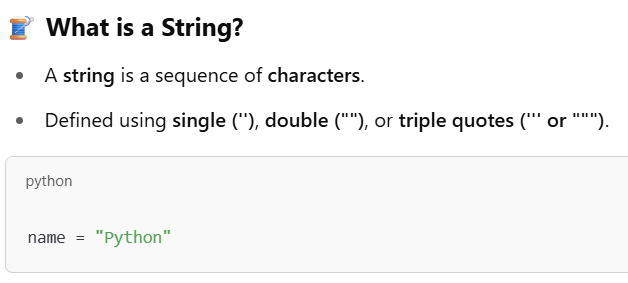 What is a String?
A string is a sequence of characters.
Defined using single (''), double (""), or triple quotes (''' or """).
python
name = "Python"